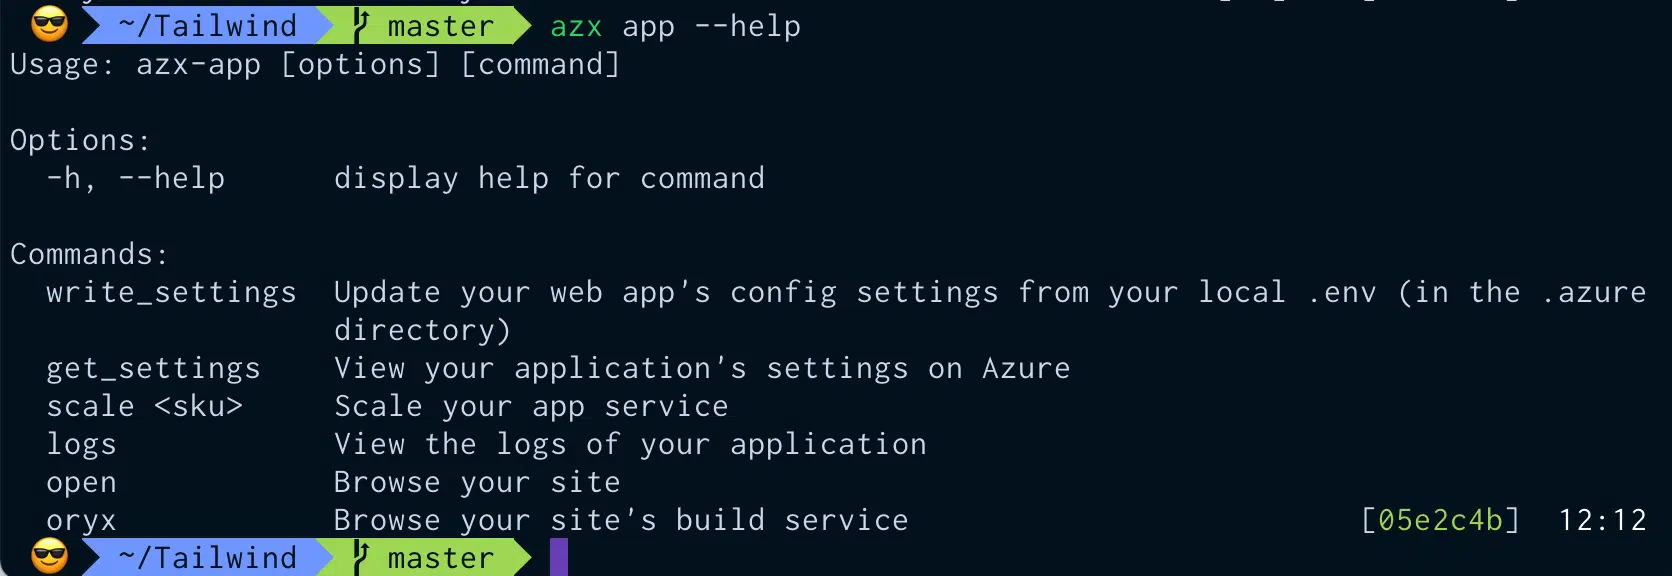 ~/Tailwind master azx app --help
Usage: azx-app [options] [command]
Options:
-h, --help display help for command
Commands:
write_settings Update your web app's config settings from your local .env (in the .azure
directory)
get_settings View your application's settings on Azure
scale <sku> Scale your app service
logs View the logs of your application
open Browse your site
oryx Browse your site's build service [05e2c4b] 12:12
~/Tailwind master